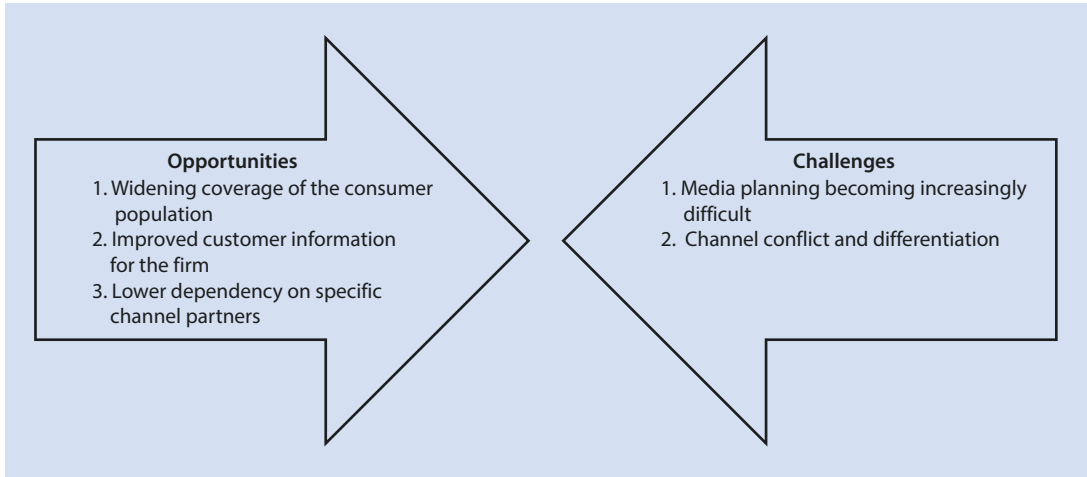 Opportunities
1. Widening coverage of the consumer
population
2. Improved customer information
for the firm
3. Lower dependency on specific
channel partners
Challenges
1. Media planning becoming increasingly
difficult
2. Channel conflict and differentiation